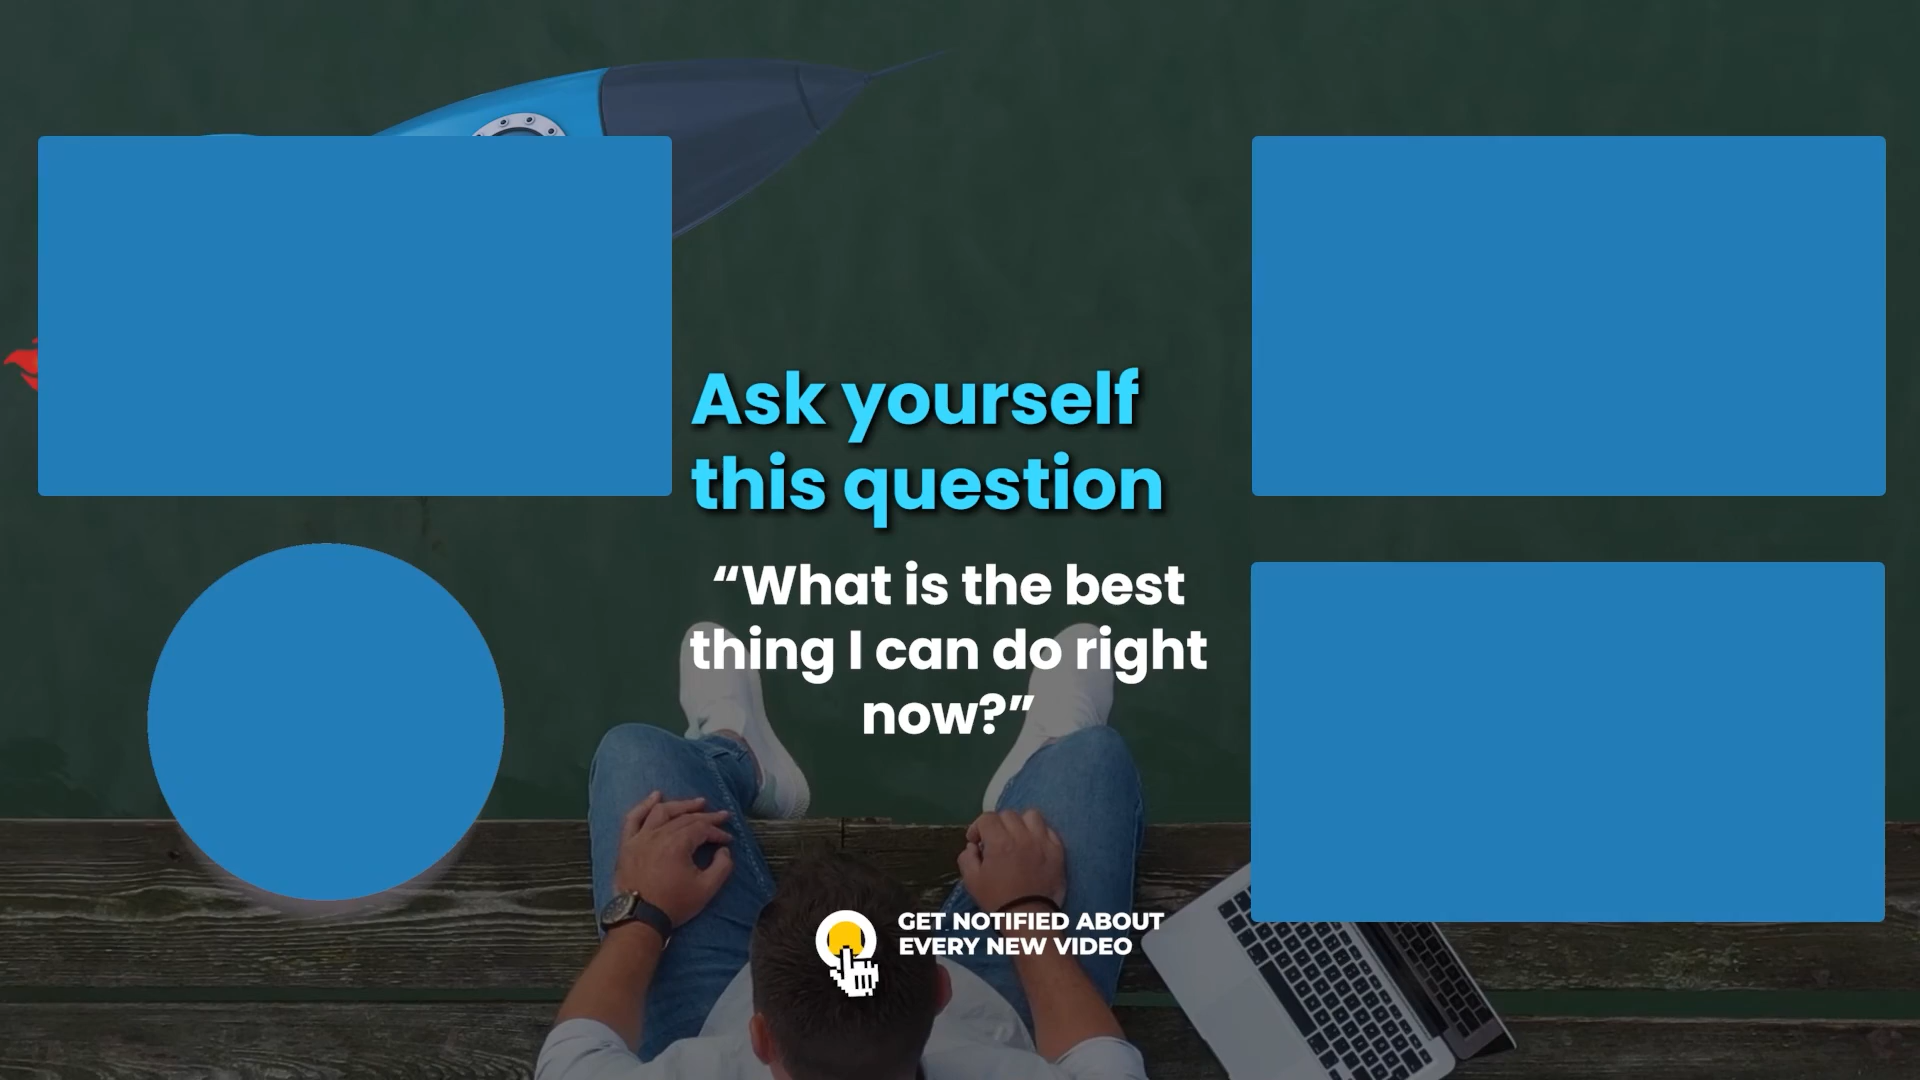 Ask yourself
this question
“What is the best
thing I can do right
now?”
GET NOTIFIED ABOUT
EVERY NEW VIDEO